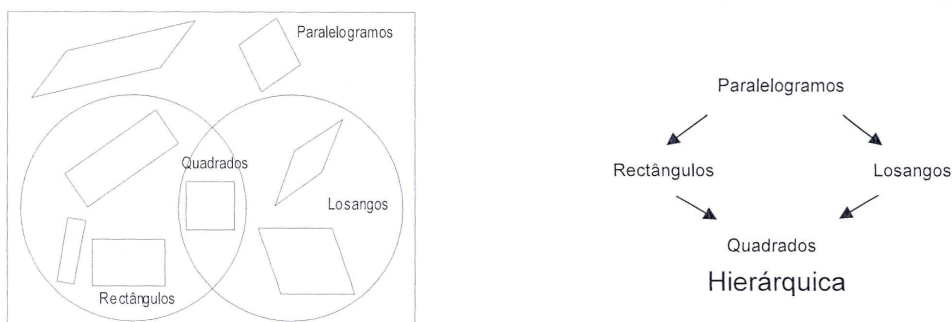 Paralelogramos
Quadrados
Losangos
Rectângulos
Paralelogramos
Rectângulos
Losangos
Quadrados
Hierárquica